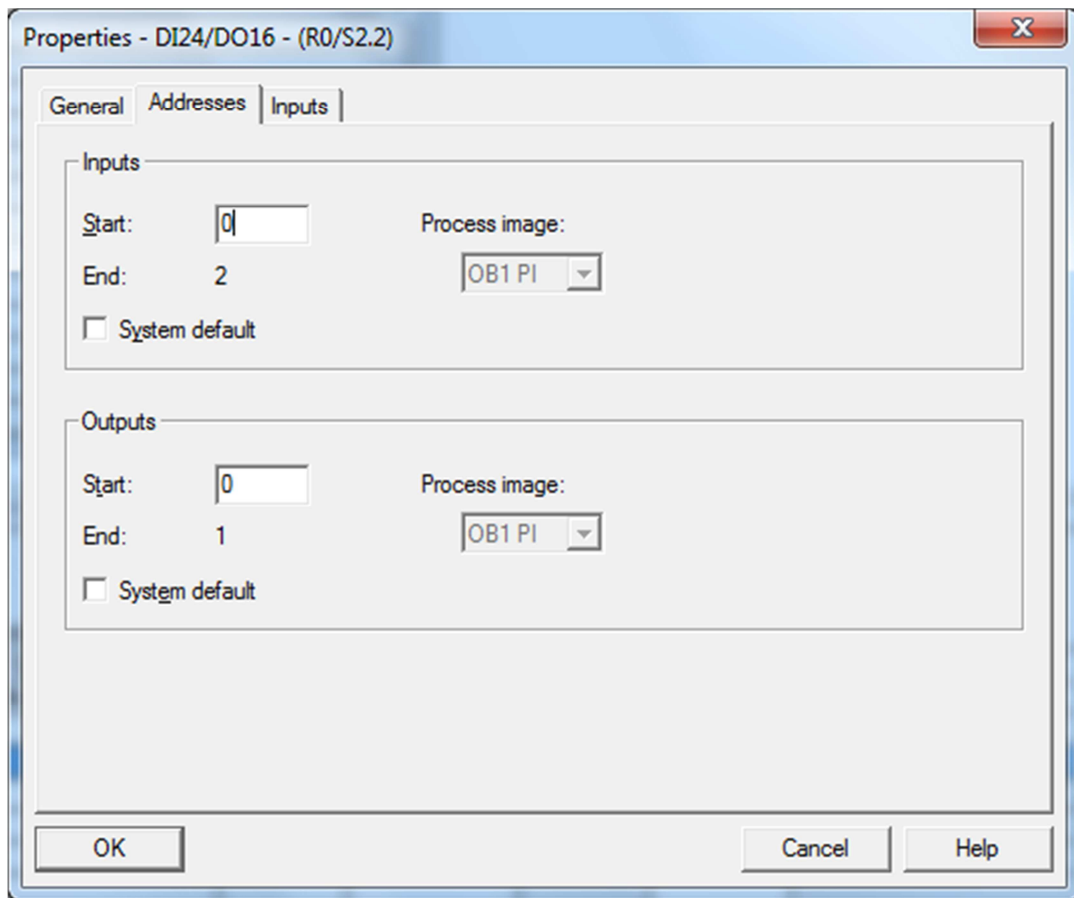 Properties - DI24/DO16 - (R0/S2.2)
General Addresses Inputs
Inputs
Start: 0 Process image:
End: 2 OB1 PI
System default
Outputs
Start: 0 Process image:
End: 1 OB1 PI
System default
OK Cancel Help